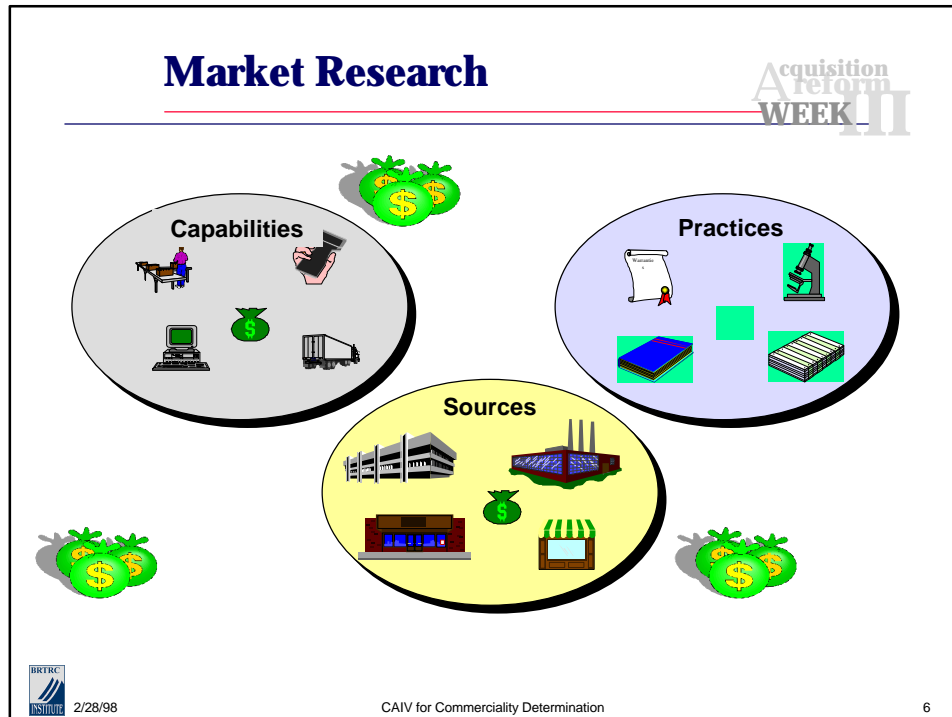 Market Research
Acquisition
reform
WEEK III
Capabilities
Practices
Warrantie
s
$
$
Sources
$
$
$
BRTRC
INSTITUTE
2/28/98
CAIV for Commerciality Determination
6